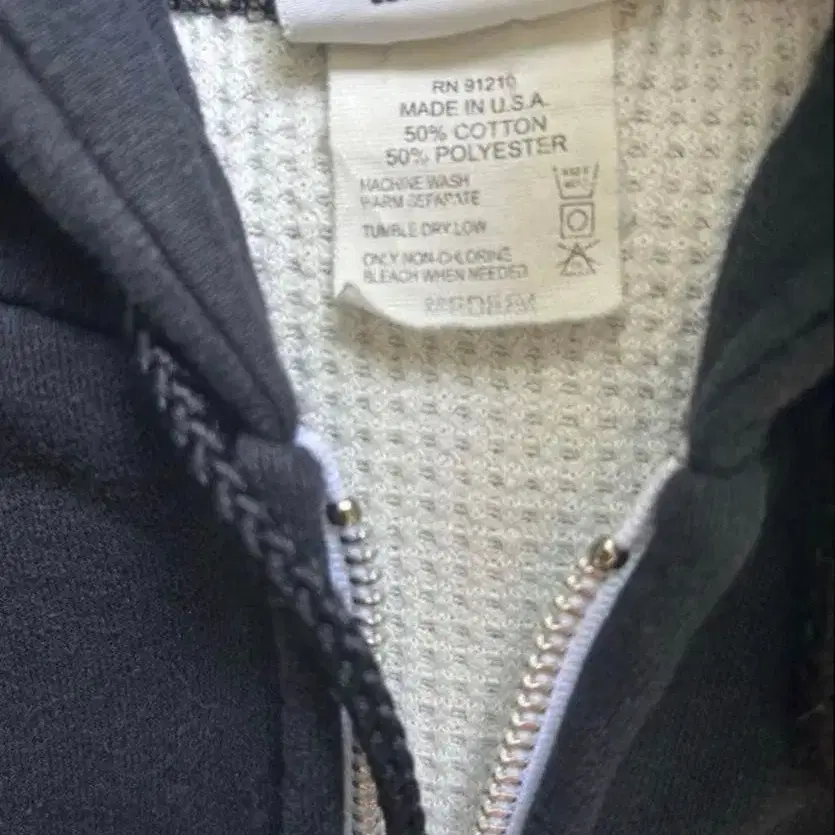 RN 91210
MADE IN U.S.A.
50% COTTON
50% POLYESTER
MACHINE WASH
WARM SEPARATE
TUMBLE DRY LOW
ONLY NON-CHLORINE
BLEACH WHEN NEEDED